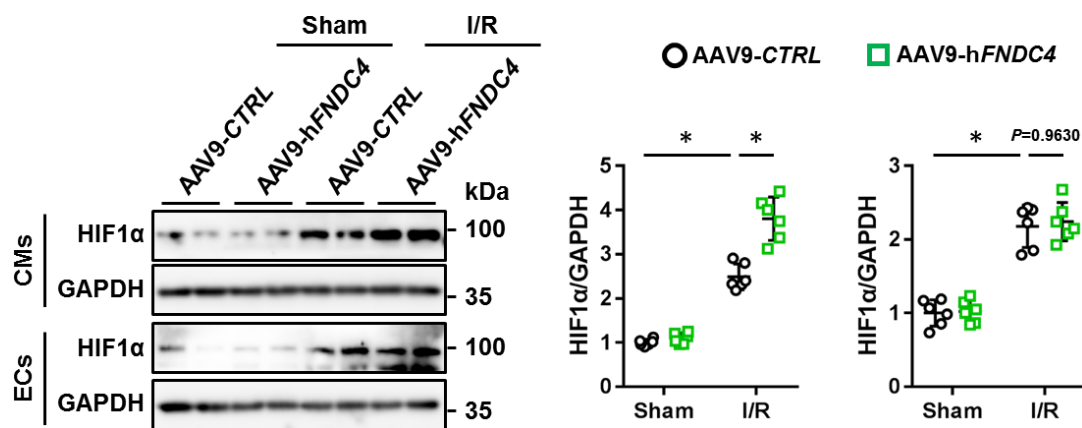 Sham I/R
AAV9-CTRL
AAV9-hFNDC4
AAV9-CTRL
AAV9-hFNDC4
kDa
CMs
HIF1α
100
GAPDH
35
ECs
HIF1α
100
GAPDH
35
AAV9-CTRL AAV9-hFNDC4
* *
HIF1α/GAPDH
5
4
3
2
1
0
Sham I/R
* P=0.9630
HIF1α/GAPDH
3
2
1
0
Sham I/R